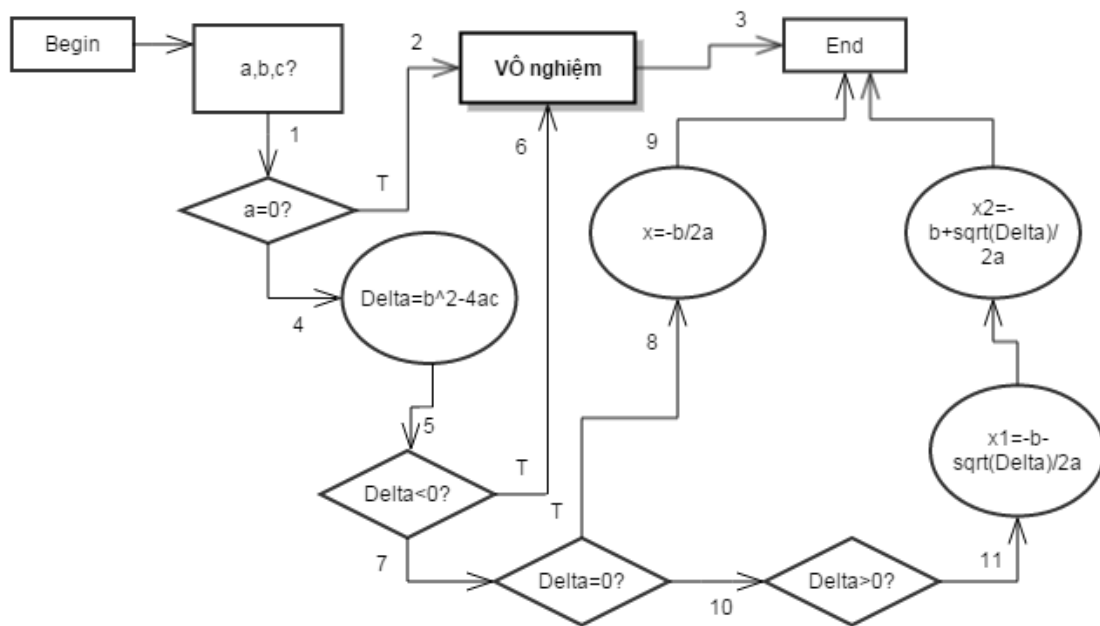 Begin
a,b,c?
2
VÔ nghiệm
3
End
1
T
a=0?
6
9
x=-b/2a
x2=-
b+sqrt(Delta)/
2a
Delta=b^2-4ac
4
8
5
x1=-b-
sqrt(Delta)/2a
Delta<0?
T
T
7
Delta=0?
10
Delta>0?
11